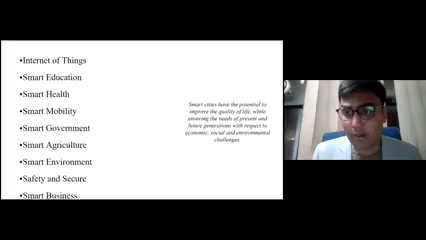 •Internet of Things
•Smart Education
•Smart Health
•Smart Mobility
•Smart Government
•Smart Agriculture
•Smart Environment
•Safety and Secure
•Smart Business
Smart cities have the potential to
improve the quality of life, while
ensuring the needs of present and
future generations with respect to
economic, social and environmental
challenges.